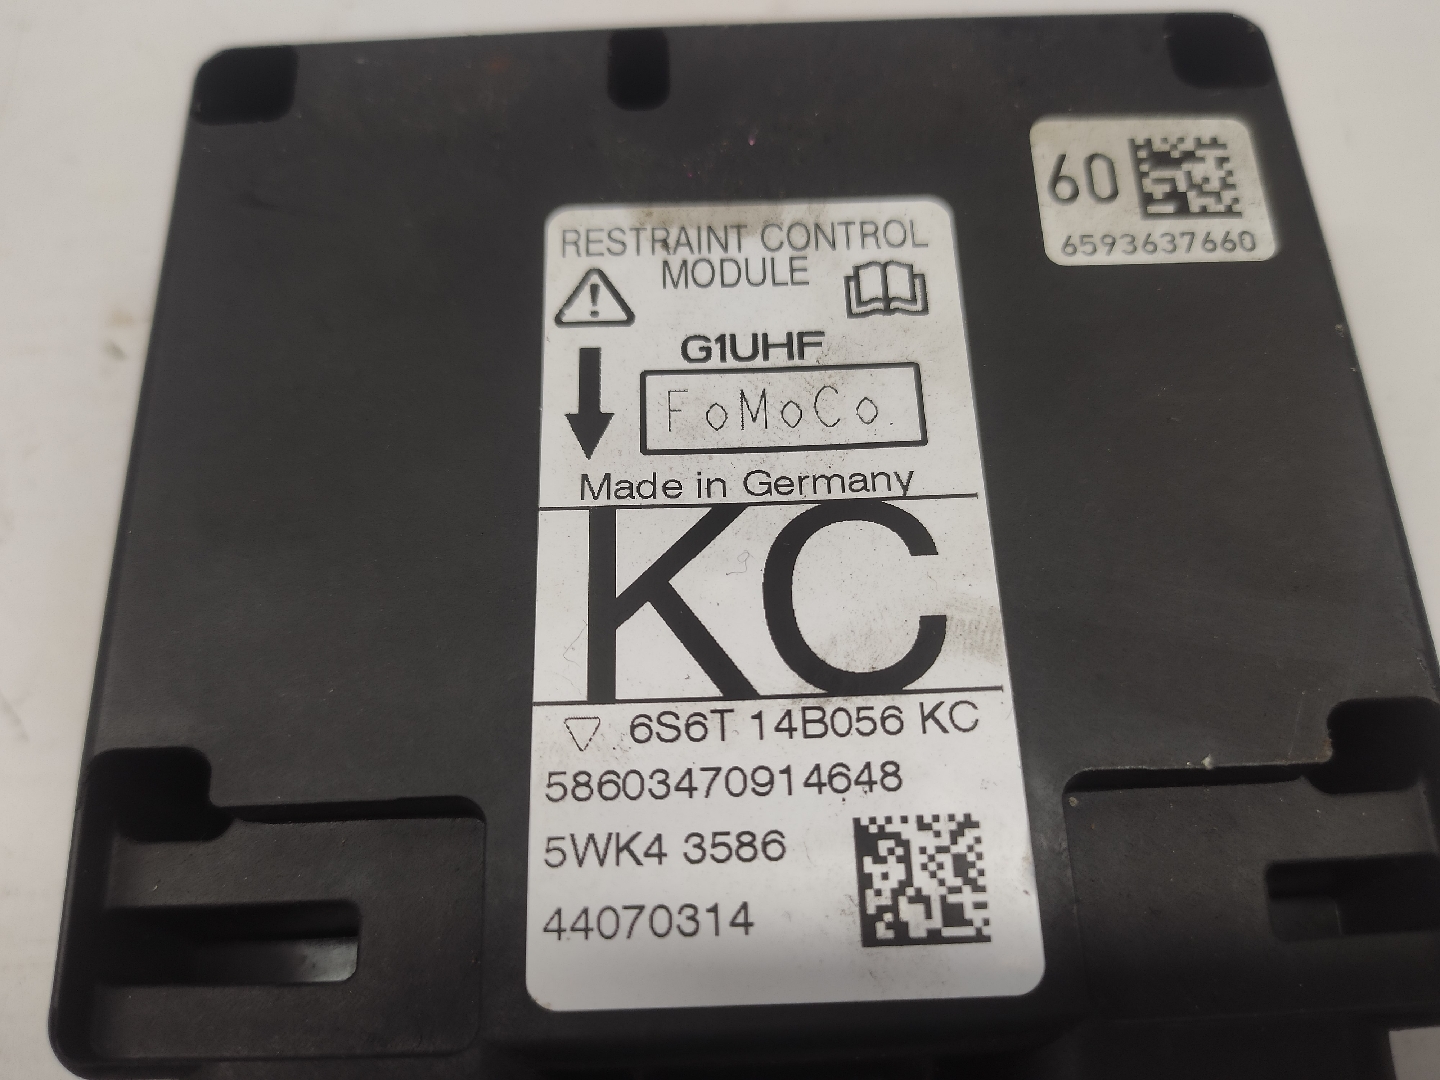 60
6593637660
RESTRAINT CONTROL
MODULE
G1UHF
FoMoCo
Made in Germany
KC
6S6T 14B056 KC
58603470914648
5WK4 3586
44070314